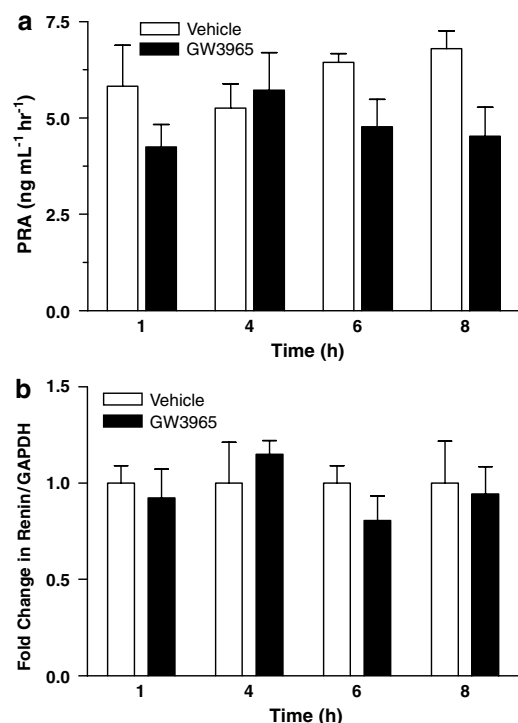 a
Vehicle
GW3965
PRA (ng mL⁻¹ hr⁻¹)
7.5
5.0
2.5
0.0
1 4 6 8
Time (h)
b
Vehicle
GW3965
Fold Change in Renin/GAPDH
1.5
1.0
0.5
0.0
1 4 6 8
Time (h)